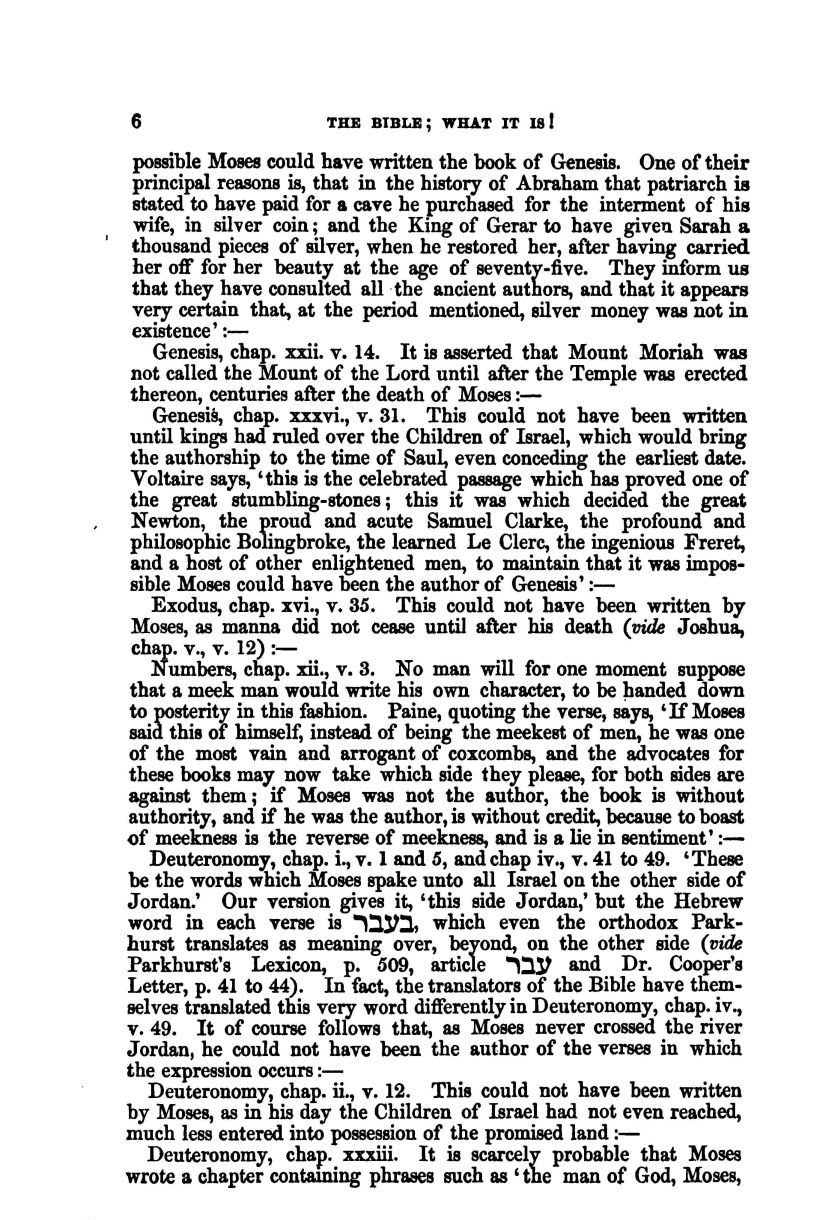 6 THE BIBLE; WHAT IT IS!
possible Moses could have written the book of Genesis. One of their
principal reasons is, that in the history of Abraham that patriarch is
stated to have paid for a cave he purchased for the interment of his
wife, in silver coin; and the King of Gerar to have given Sarah a
thousand pieces of silver, when he restored her, after having carried
her off for her beauty at the age of seventy-five. They inform us
that they have consulted all the ancient authors, and that it appears
very certain that, at the period mentioned, silver money was not in
existence' :—
Genesis, chap. xxii. v. 14. It is asserted that Mount Moriah was
not called the Mount of the Lord until after the Temple was erected
thereon, centuries after the death of Moses :—
Genesis, chap. xxxvi., v. 31. This could not have been written
until kings had ruled over the Children of Israel, which would bring
the authorship to the time of Saul, even conceding the earliest date.
Voltaire says, 'this is the celebrated passage which has proved one of
the great stumbling-stones; this it was which decided the great
Newton, the proud and acute Samuel Clarke, the profound and
philosophic Bolingbroke, the learned Le Clerc, the ingenious Freret,
and a host of other enlightened men, to maintain that it was impos-
sible Moses could have been the author of Genesis' :—
Exodus, chap. xvi., v. 35. This could not have been written by
Moses, as manna did not cease until after his death (vide Joshua,
chap. v., v. 12) :—
Numbers, chap. xii., v. 3. No man will for one moment suppose
that a meek man would write his own character, to be handed down
to posterity in this fashion. Paine, quoting the verse, says, 'If Moses
said this of himself, instead of being the meekest of men, he was one
of the most vain and arrogant of coxcombs, and the advocates for
these books may now take which side they please, for both sides are
against them; if Moses was not the author, the book is without
authority, and if he was the author, is without credit, because to boast
of meekness is the reverse of meekness, and is a lie in sentiment' :—
Deuteronomy, chap. i., v. 1 and 5, and chap iv., v. 41 to 49. 'These
be the words which Moses spake unto all Israel on the other side of
Jordan.' Our version gives it, 'this side Jordan,' but the Hebrew
word in each verse is בעבר, which even the orthodox Park-
hurst translates as meaning over, beyond, on the other side (vide
Parkhurst's Lexicon, p. 509, article עבר and Dr. Cooper's
Letter, p. 41 to 44). In fact, the translators of the Bible have them-
selves translated this very word differently in Deuteronomy, chap. iv.,
v. 49. It of course follows that, as Moses never crossed the river
Jordan, he could not have been the author of the verses in which
the expression occurs :—
Deuteronomy, chap. ii., v. 12. This could not have been written
by Moses, as in his day the Children of Israel had not even reached,
much less entered into possession of the promised land :—
Deuteronomy, chap. xxxiii. It is scarcely probable that Moses
wrote a chapter containing phrases such as 'the man of God, Moses,